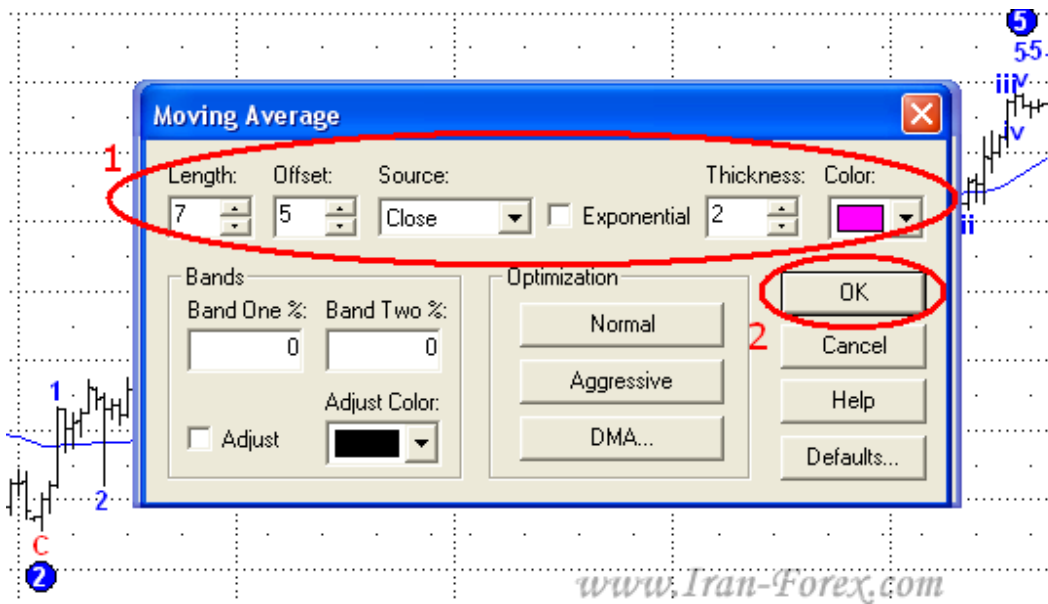 5
55
iii v
iv
ii
Moving Average
1
Length: Offset: Source: Thickness: Color:
7 5 Close Exponential 2
Bands Optimization
Band One %: Band Two %: Normal OK
0 0 2 Cancel
Aggressive
Adjust Color: Help
Adjust DMA... Defaults...
1
2
C
2
www.Iran-Forex.com